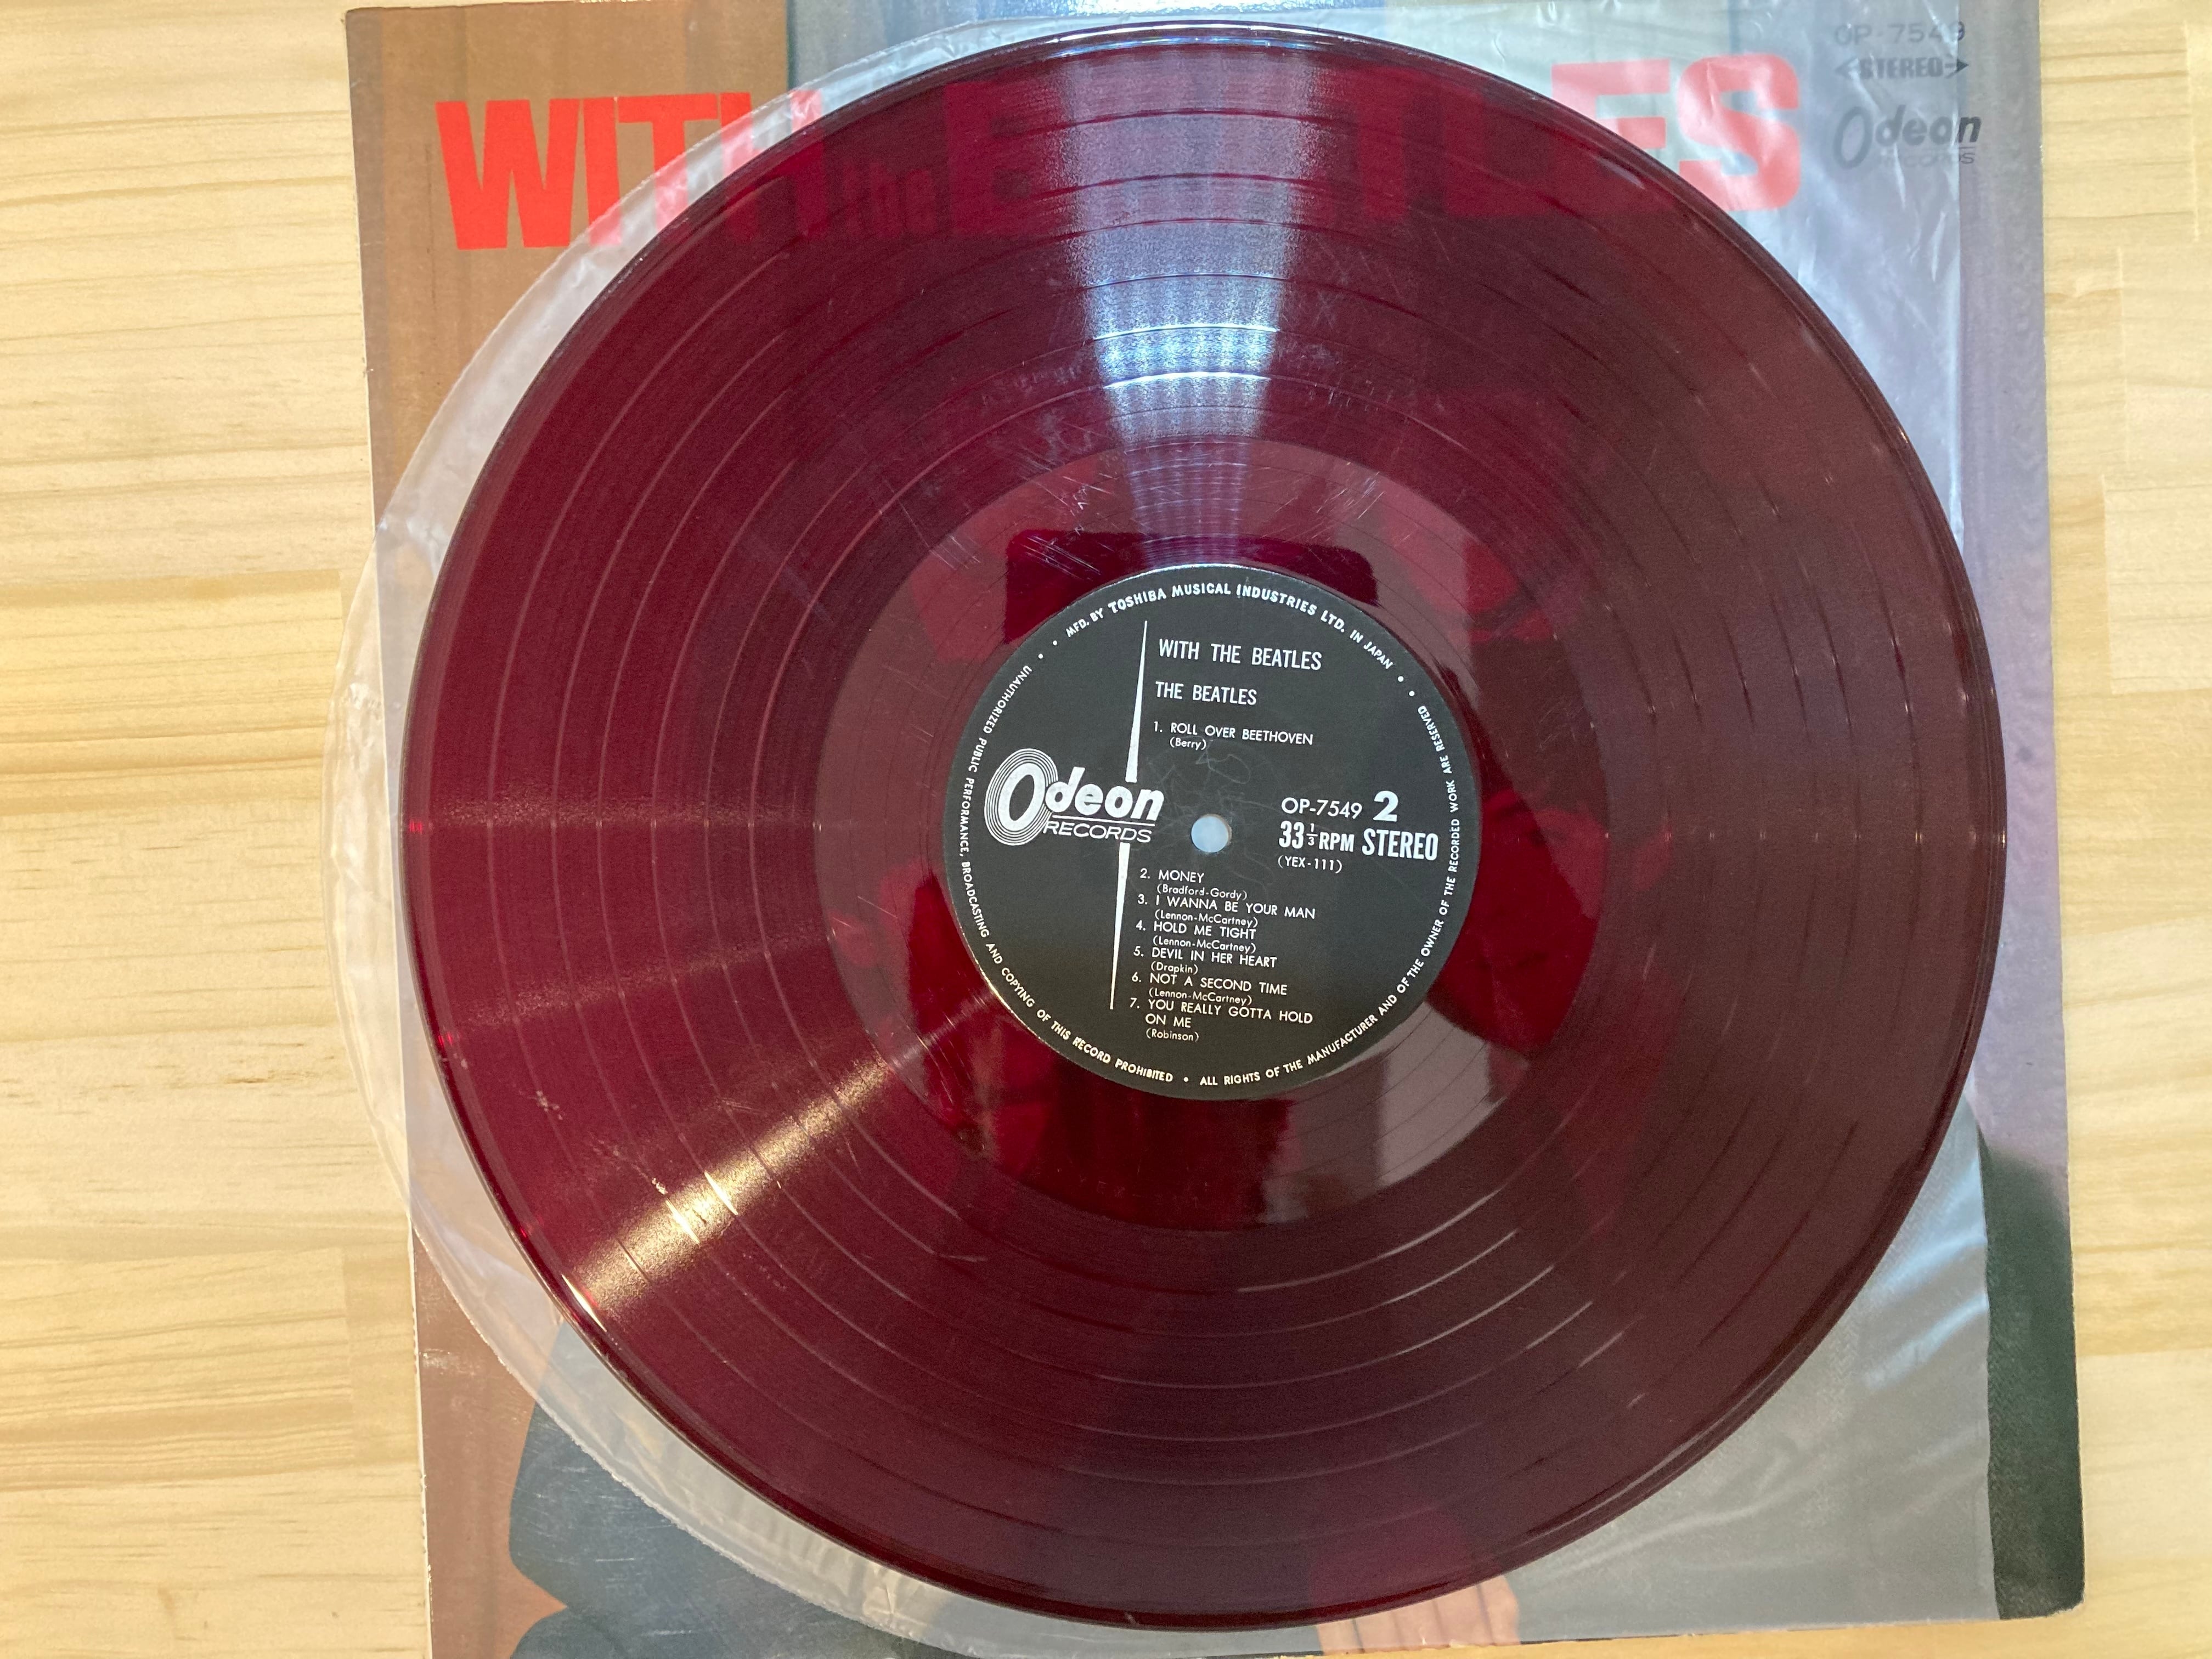 OP-7549
STEREO
WITH the BEATLES
Odeon
RECORDS
MFD. BY TOSHIBA MUSICAL INDUSTRIES LTD. IN JAPAN
WITH THE BEATLES
THE BEATLES
1. ROLL OVER BEETHOVEN
(Berry)
Odeon
RECORDS
OP-7549 2
33 1/3 RPM STEREO
(YEX-111)
2. MONEY
(Bradford-Gordy)
3. I WANNA BE YOUR MAN
(Lennon-McCartney)
4. HOLD ME TIGHT
(Lennon-McCartney)
5. DEVIL IN HER HEART
(Drapkin)
6. NOT A SECOND TIME
(Lennon-McCartney)
7. YOU REALLY GOTTA HOLD
ON ME
(Robinson)
UNAUTHORIZED PUBLIC PERFORMANCE, BROADCASTING AND COPYING OF THIS RECORD PROHIBITED • ALL RIGHTS OF THE MANUFACTURER AND OF THE OWNER OF THE RECORDED WORK ARE RESERVED